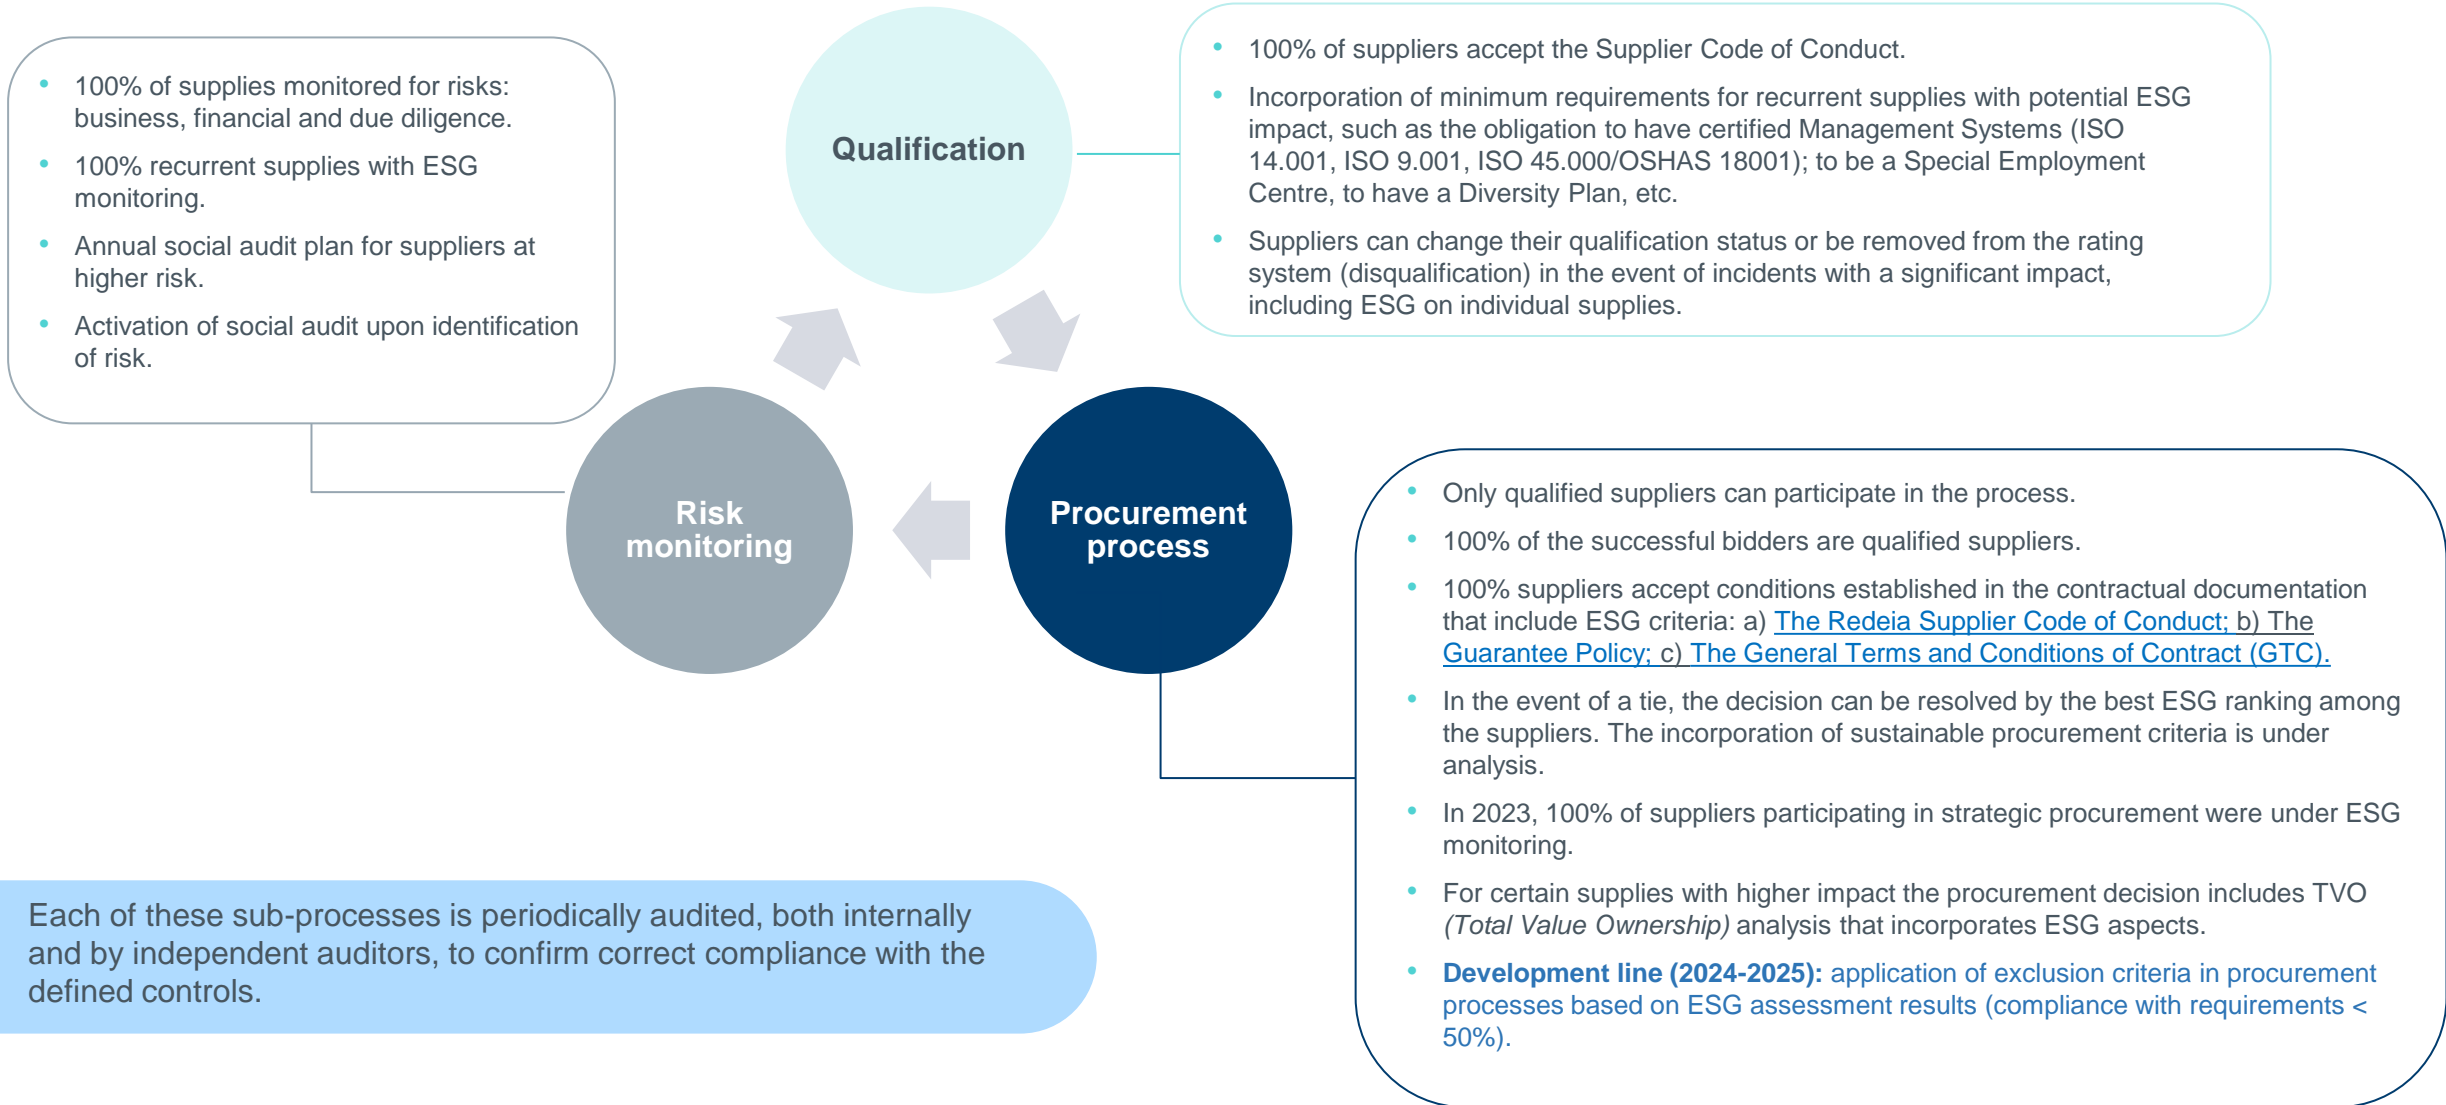 • 100% of supplies monitored for risks:
business, financial and due diligence.
• 100% recurrent supplies with ESG
monitoring.
• Annual social audit plan for suppliers at
higher risk.
• Activation of social audit upon identification
of risk.
Qualification
• 100% of suppliers accept the Supplier Code of Conduct.
• Incorporation of minimum requirements for recurrent supplies with potential ESG
impact, such as the obligation to have certified Management Systems (ISO
14.001, ISO 9.001, ISO 45.000/OSHAS 18001); to be a Special Employment
Centre, to have a Diversity Plan, etc.
• Suppliers can change their qualification status or be removed from the rating
system (disqualification) in the event of incidents with a significant impact,
including ESG on individual supplies.
Risk
monitoring
Procurement
process
• Only qualified suppliers can participate in the process.
• 100% of the successful bidders are qualified suppliers.
• 100% suppliers accept conditions established in the contractual documentation
that include ESG criteria: a) The Redeia Supplier Code of Conduct; b) The
Guarantee Policy; c) The General Terms and Conditions of Contract (GTC).
• In the event of a tie, the decision can be resolved by the best ESG ranking among
the suppliers. The incorporation of sustainable procurement criteria is under
analysis.
• In 2023, 100% of suppliers participating in strategic procurement were under ESG
monitoring.
• For certain supplies with higher impact the procurement decision includes TVO
(Total Value Ownership) analysis that incorporates ESG aspects.
• Development line (2024-2025): application of exclusion criteria in procurement
processes based on ESG assessment results (compliance with requirements <
50%).
Each of these sub-processes is periodically audited, both internally
and by independent auditors, to confirm correct compliance with the
defined controls.